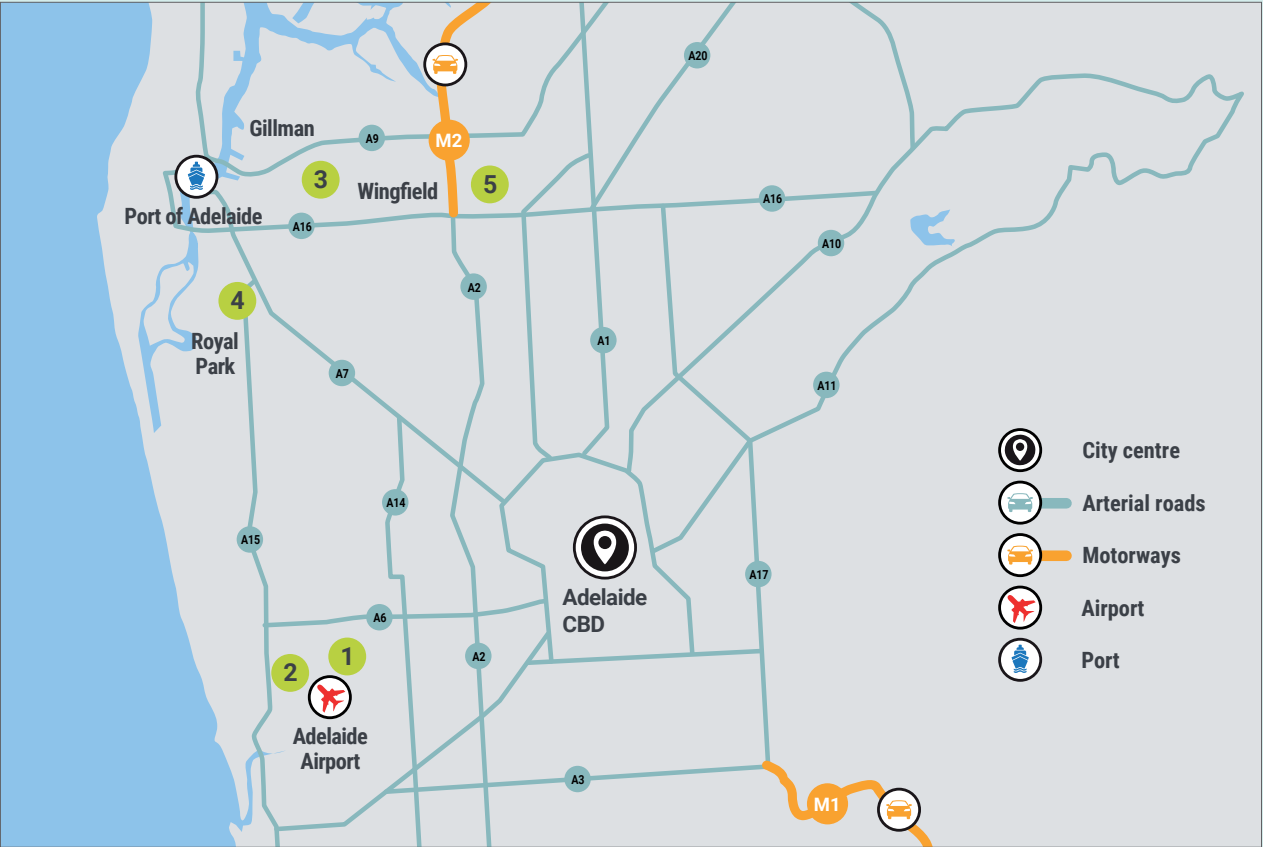 A20
Gillman
A9
M2
3
Wingfield
5
Port of Adelaide
A16
A16
A10
4
A2
Royal
Park
A1
A7
A11
City centre
A14
Arterial roads
A15
Motorways
A17
Adelaide
CBD
Airport
A6
1
2
A2
Port
Adelaide
Airport
A3
M1